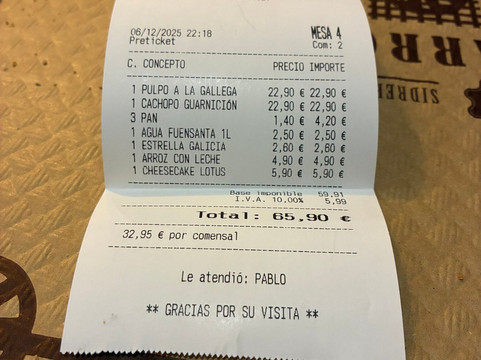 06/12/2025 22:18 MESA 4
Preticket Com: 2
C. CONCEPTO PRECIO IMPORTE
1 PULPO A LA GALLEGA 22,90 € 22,90 €
1 CACHOPO GUARNICIÓN 22,90 € 22,90 €
3 PAN 1,40 € 4,20 €
1 AGUA FUENSANTA 1L 2,50 € 2,50 €
1 ESTRELLA GALICIA 2,60 € 2,60 €
1 ARROZ CON LECHE 4,90 € 4,90 €
1 CHEESECAKE LOTUS 5,90 € 5,90 €
Base imponible 59,91
I.V.A. 10,00% 5,99
Total: 65,90 €
32,95 € por comensal
Le atendió: PABLO
** GRACIAS POR SU VISITA **